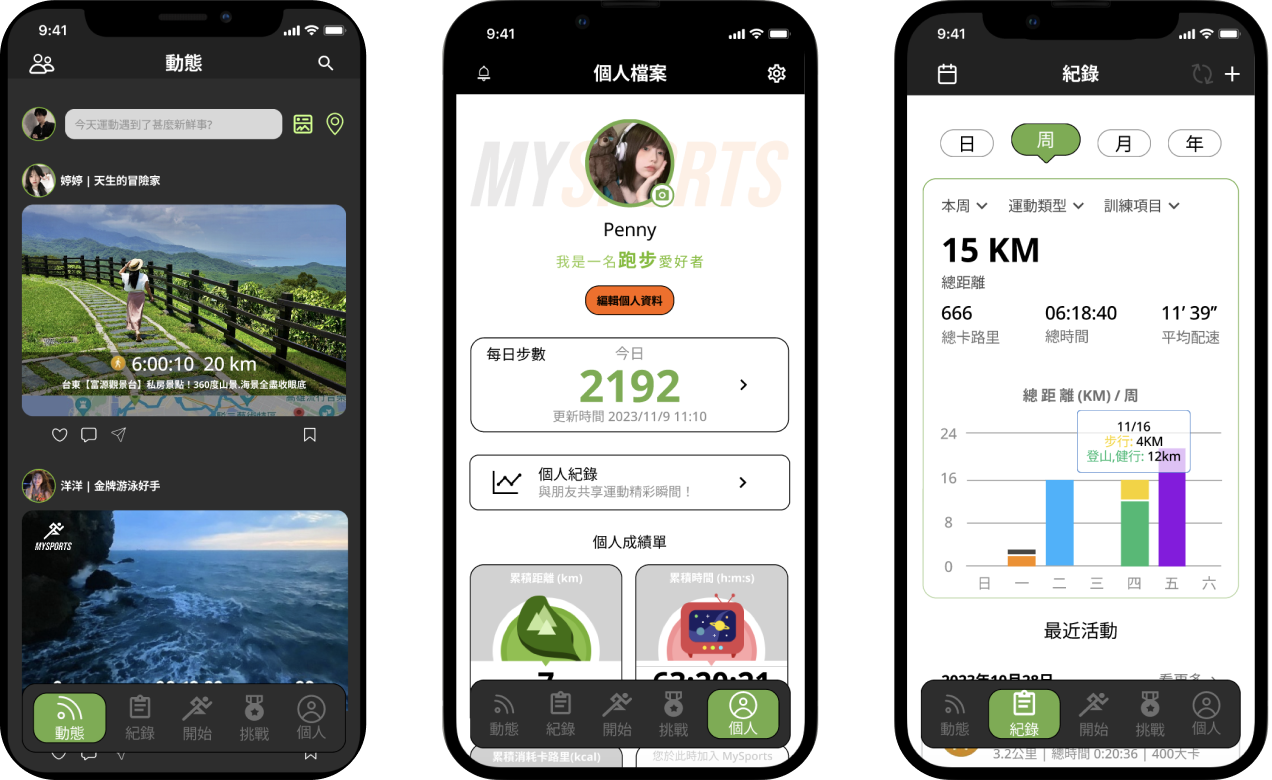 9:41
動態
今天運動遇到了甚麼新鮮事?
婷婷 | 天生的冒險家
6:00:10 20 km
台東【富源觀景台】私房景點！360度山景.海景全盡收眼底
洋洋 | 金牌游泳好手
MYSPORTS
動態
紀錄
開始
挑戰
個人
9:41
個人檔案
MYSPORTS
Penny
我是一名跑步愛好者
編輯個人資料
每日步數
今日
2192
更新時間 2023/11/9 11:10
個人紀錄
與朋友共享運動精彩瞬間！
個人成績單
累積距離 (km)
累積時間 (h:m:s)
動態
紀錄
開始
挑戰
個人
累積消耗卡路里(kcal)
您於此時加入 MySports
9:41
紀錄
日
周
月
年
本周
運動類型
訓練項目
15 KM
總距離
666
總卡路里
06:18:40
總時間
11’ 39”
平均配速
總距離(KM) / 周
11/16
步行: 4KM
登山,健行: 12km
24
16
8
0
日 一 二 三 四 五 六
最近活動
2023年10月28日
看更多
動態
紀錄
開始
挑戰
個人
3.2公里 | 總時間 0:20:36 | 400大卡